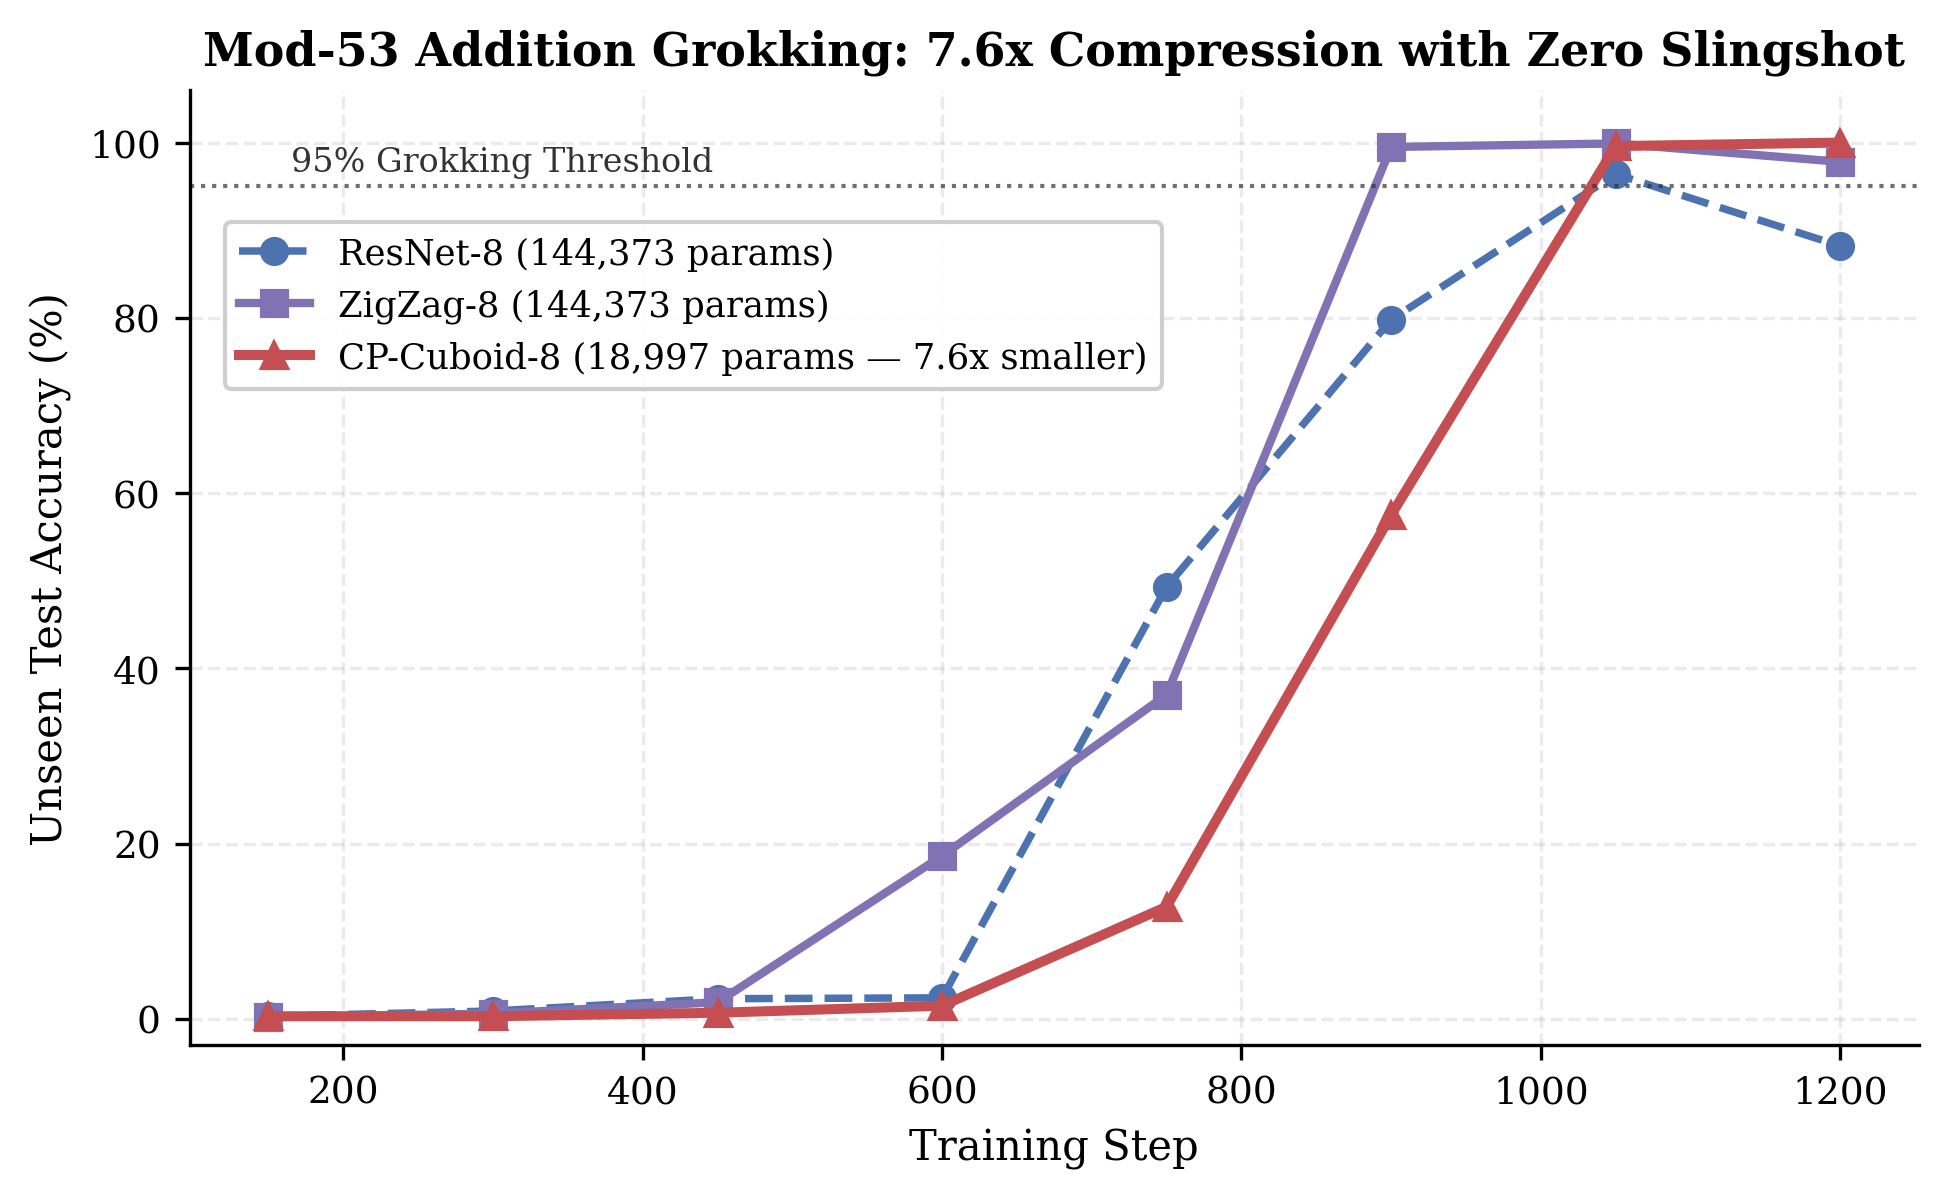 Mod-53 Addition Grokking: 7.6x Compression with Zero Slingshot
100
80
60
40
20
0
Unseen Test Accuracy (%)
95% Grokking Threshold
ResNet-8 (144,373 params)
ZigZag-8 (144,373 params)
CP-Cuboid-8 (18,997 params — 7.6x smaller)
200
400
600
800
1000
1200
Training Step